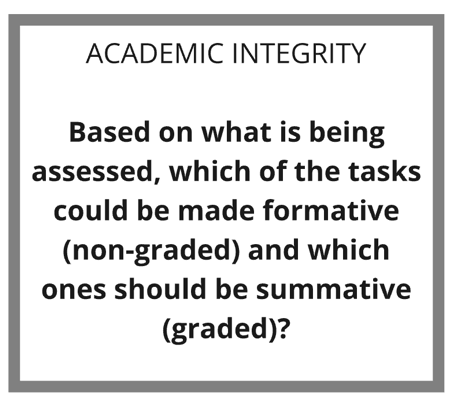 ACADEMIC INTEGRITY
Based on what is being
assessed, which of the tasks
could be made formative
(non-graded) and which
ones should be summative
(graded)?